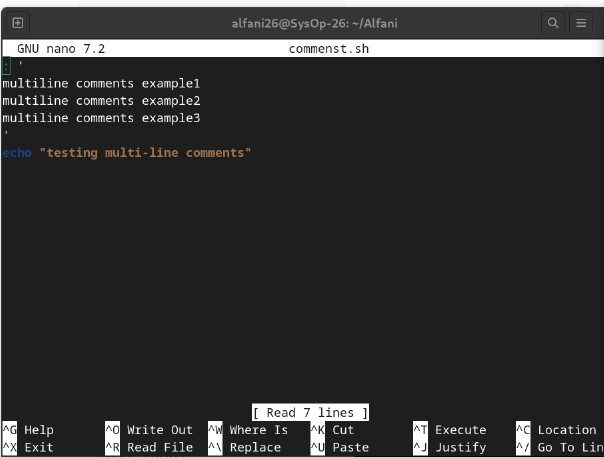 alfani26@SysOp-26: ~/Alfani
GNU nano 7.2 commenst.sh
: '
multiline comments example1
multiline comments example2
multiline comments example3
'
echo "testing multi-line comments"
[ Read 7 lines ]
^G Help ^O Write Out ^W Where Is ^K Cut ^T Execute ^C Location
^X Exit ^R Read File ^\ Replace ^U Paste ^J Justify ^/ Go To Lin